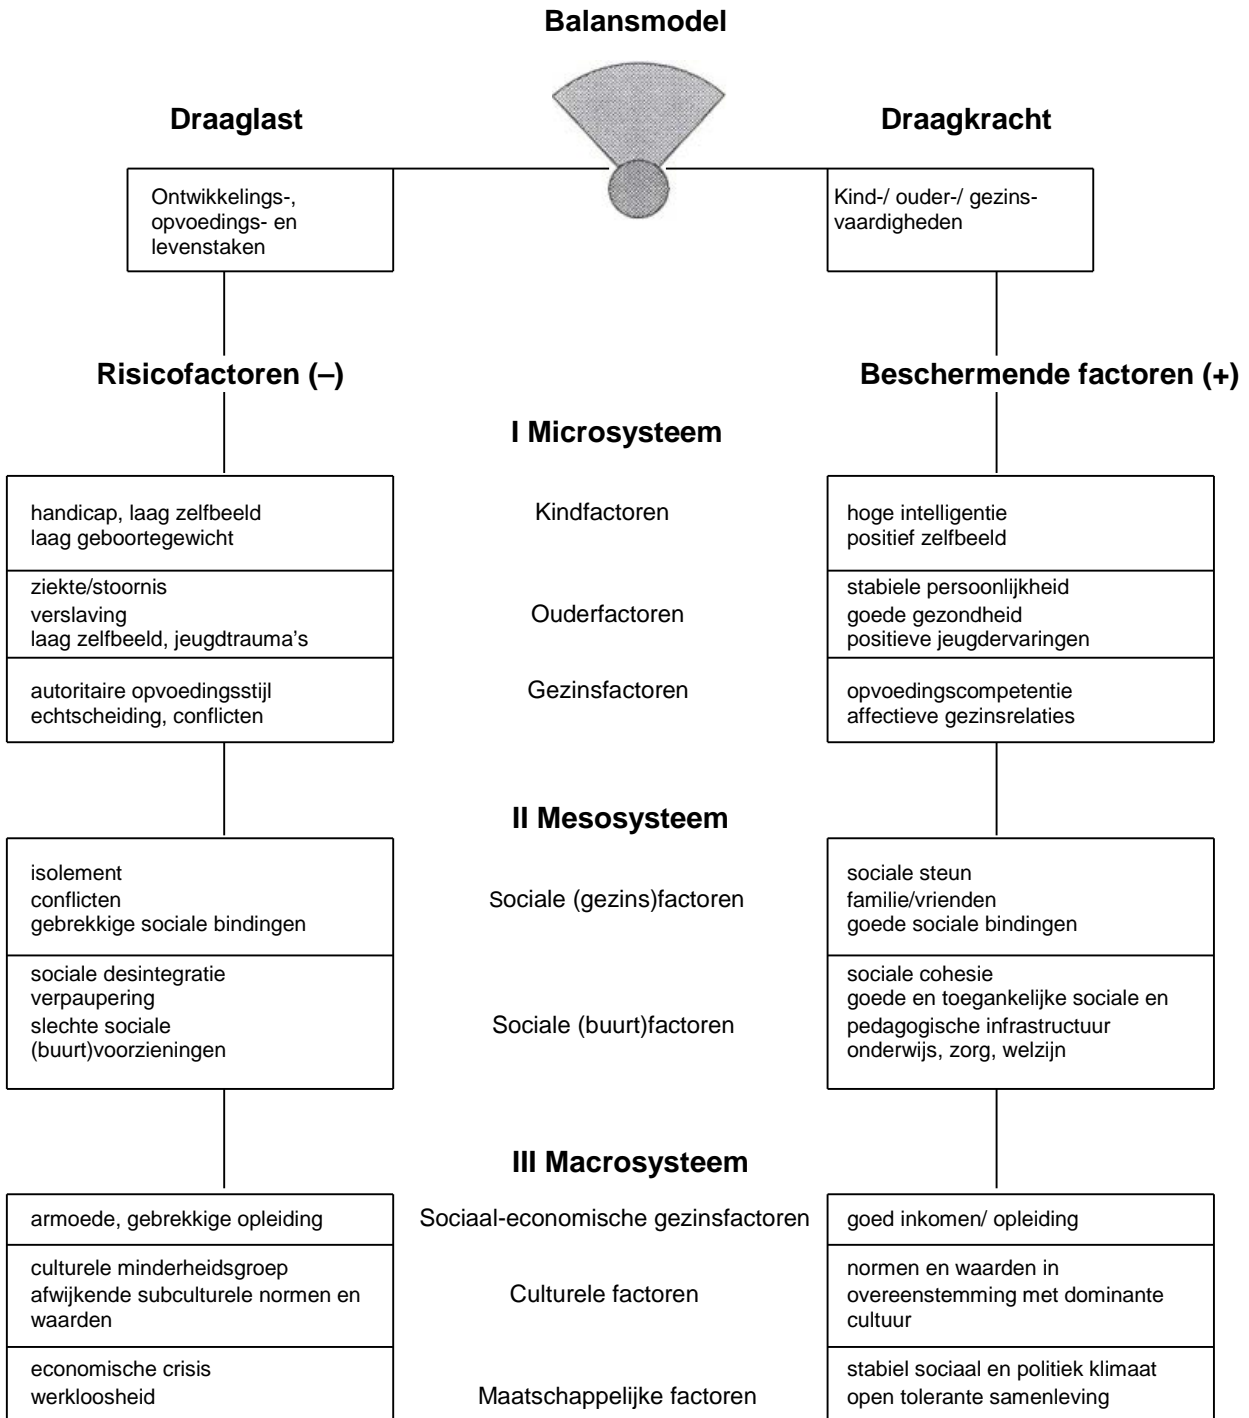 Balansmodel
Draaglast
Draagkracht
Ontwikkelings-,
opvoedings- en
levenstaken
Kind-/ ouder-/ gezins-
vaardigheden
Risicofactoren (–)
Beschermende factoren (+)
I Microsysteem
handicap, laag zelfbeeld
laag geboortegewicht
Kindfactoren
hoge intelligentie
positief zelfbeeld
ziekte/stoornis
verslaving
laag zelfbeeld, jeugdtrauma's
Ouderfactoren
stabiele persoonlijkheid
goede gezondheid
positieve jeugdervaringen
autoritaire opvoedingsstijl
echtscheiding, conflicten
Gezinsfactoren
opvoedingscompetentie
affectieve gezinsrelaties
II Mesosysteem
isolement
conflicten
gebrekkige sociale bindingen
Sociale (gezins)factoren
sociale steun
familie/vrienden
goede sociale bindingen
sociale desintegratie
verpaupering
slechte sociale
(buurt)voorzieningen
Sociale (buurt)factoren
sociale cohesie
goede en toegankelijke sociale en
pedagogische infrastructuur
onderwijs, zorg, welzijn
III Macrosysteem
armoede, gebrekkige opleiding
Sociaal-economische gezinsfactoren
goed inkomen/ opleiding
culturele minderheidsgroep
afwijkende subculturele normen en
waarden
Culturele factoren
normen en waarden in
overeenstemming met dominante
cultuur
economische crisis
werkloosheid
Maatschappelijke factoren
stabiel sociaal en politiek klimaat
open tolerante samenleving